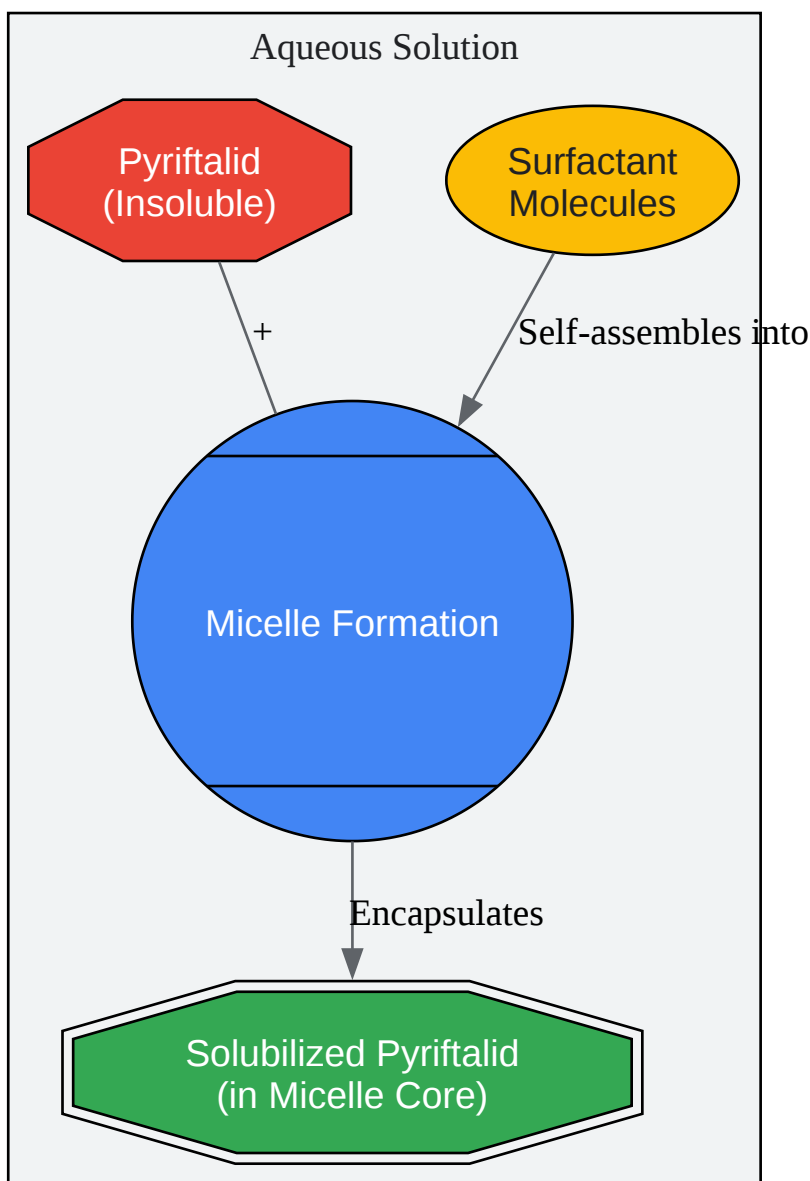 Aqueous Solution
Pyriftalid
(Insoluble)
Surfactant
Molecules
+
Self-assembles into
Micelle Formation
Encapsulates
Solubilized Pyriftalid
(in Micelle Core)